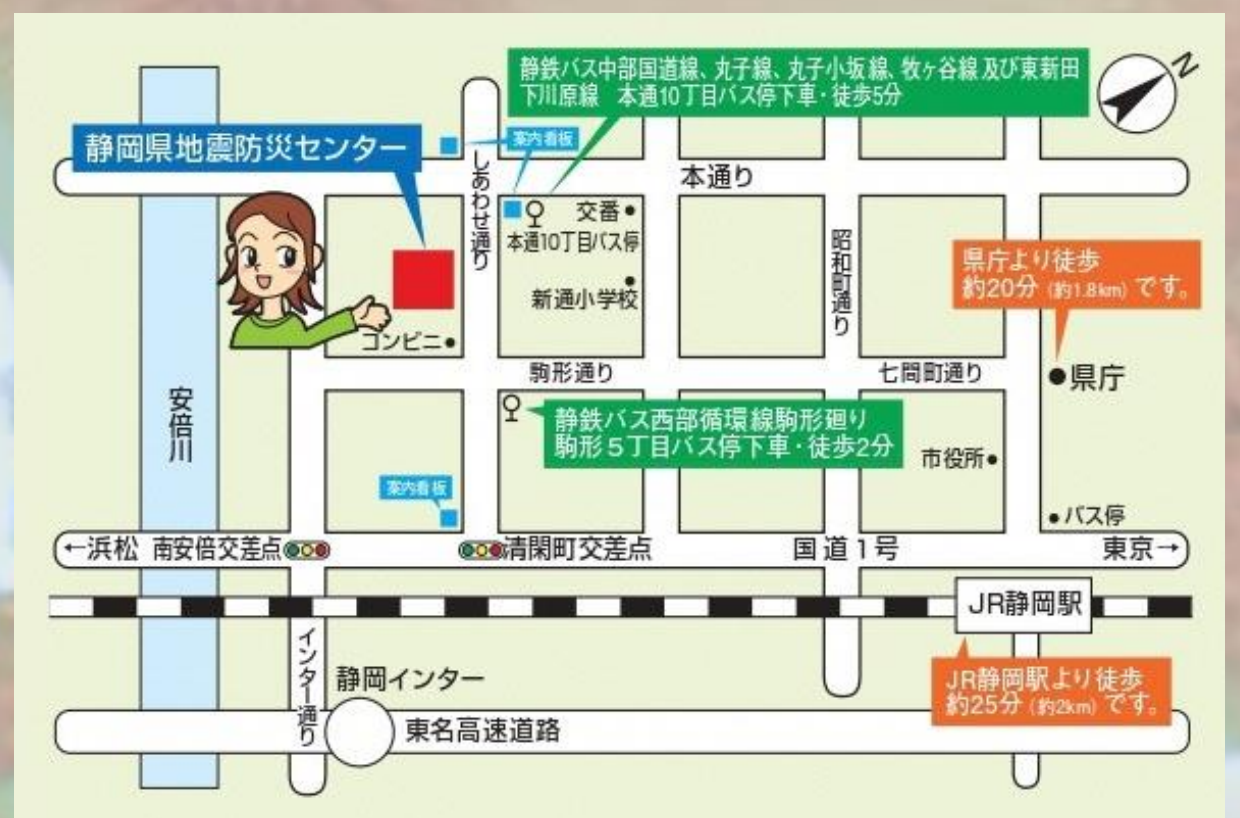 静鉄バス中部国道線、丸子線、丸子小坂線、牧ヶ谷線及び東新田
下川原線 本通10丁目バス停下車・徒歩5分
N
静岡県地震防災センター
案内看板
しあわせ通り
本通り
交番
本通10丁目バス停
新通小学校
昭和町通り
県庁より徒歩
約20分(約1.8km)です。
コンビニ
駒形通り
七間町通り
県庁
安倍川
静鉄バス西部循環線駒形廻り
駒形5丁目バス停下車・徒歩2分
市役所
案内看板
バス停
←浜松
南安倍交差点
清閑町交差点
国道1号
東京→
JR静岡駅
インター通り
静岡インター
JR静岡駅より徒歩
約25分(約2km)です。
東名高速道路